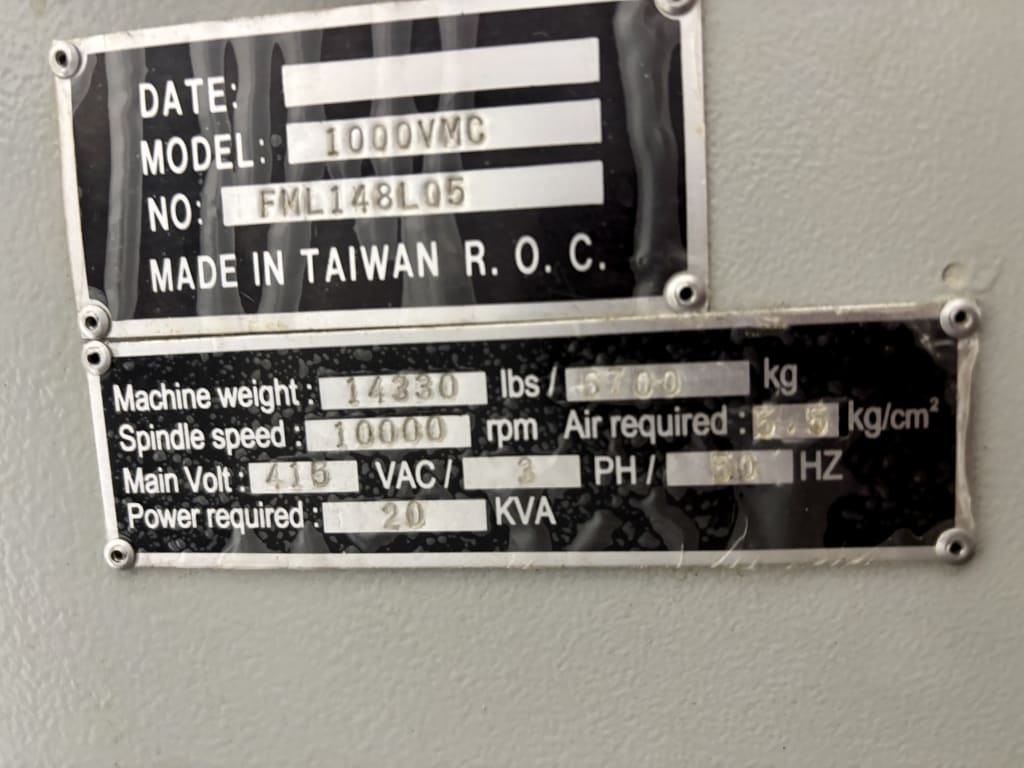 DATE:
MODEL: 1000VMC
NO: FML148L05
MADE IN TAIWAN R. O. C.
Machine weight : 14330 lbs / 6700 kg
Spindle speed : 10000 rpm Air required : 5.5 kg/cm²
Main Volt : 415 VAC / 3 PH / 50 HZ
Power required : 20 KVA